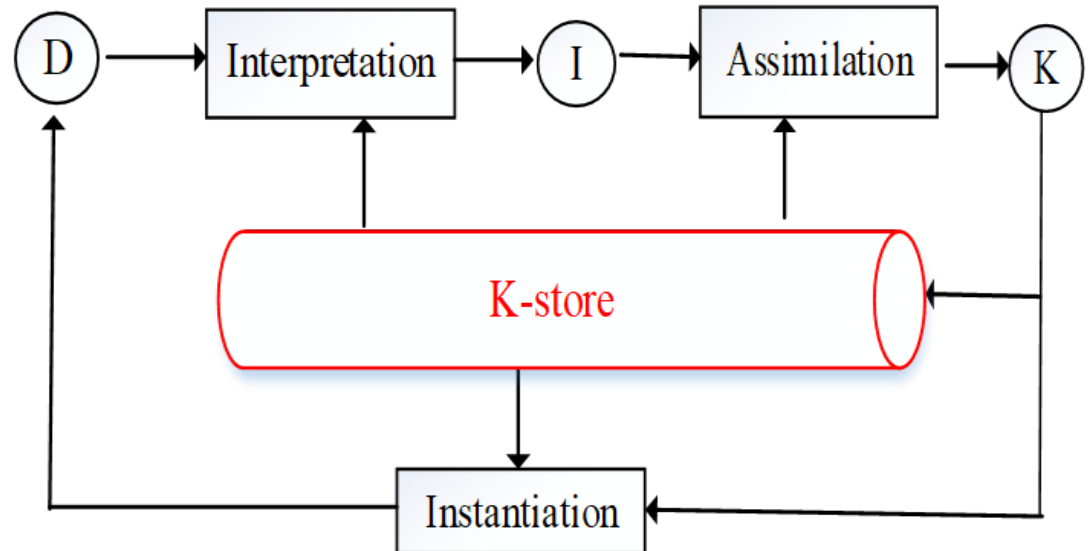 D
Interpretation
I
Assimilation
K
K-store
Instantiation